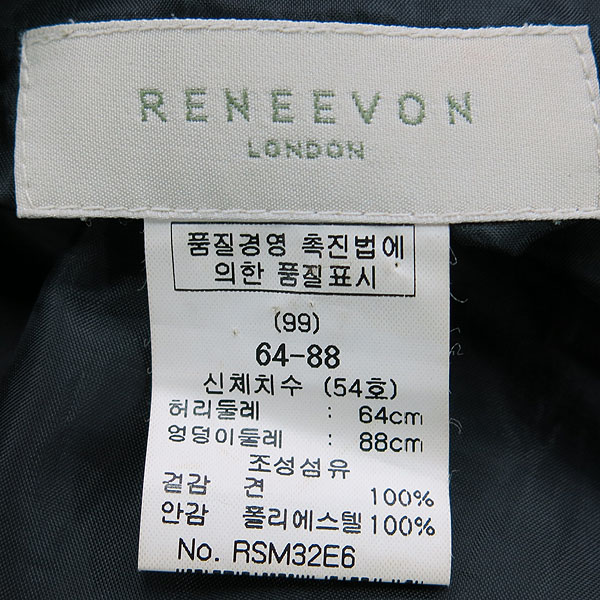 RENEEVON
LONDON
품질경영 촉진법에
의한 품질표시
(99)
64-88
신체치수 (54호)
허리둘레 : 64cm
엉덩이둘레 : 88cm
조성섬유
겉감 견 100%
안감 폴리에스텔 100%
No. RSM32E6